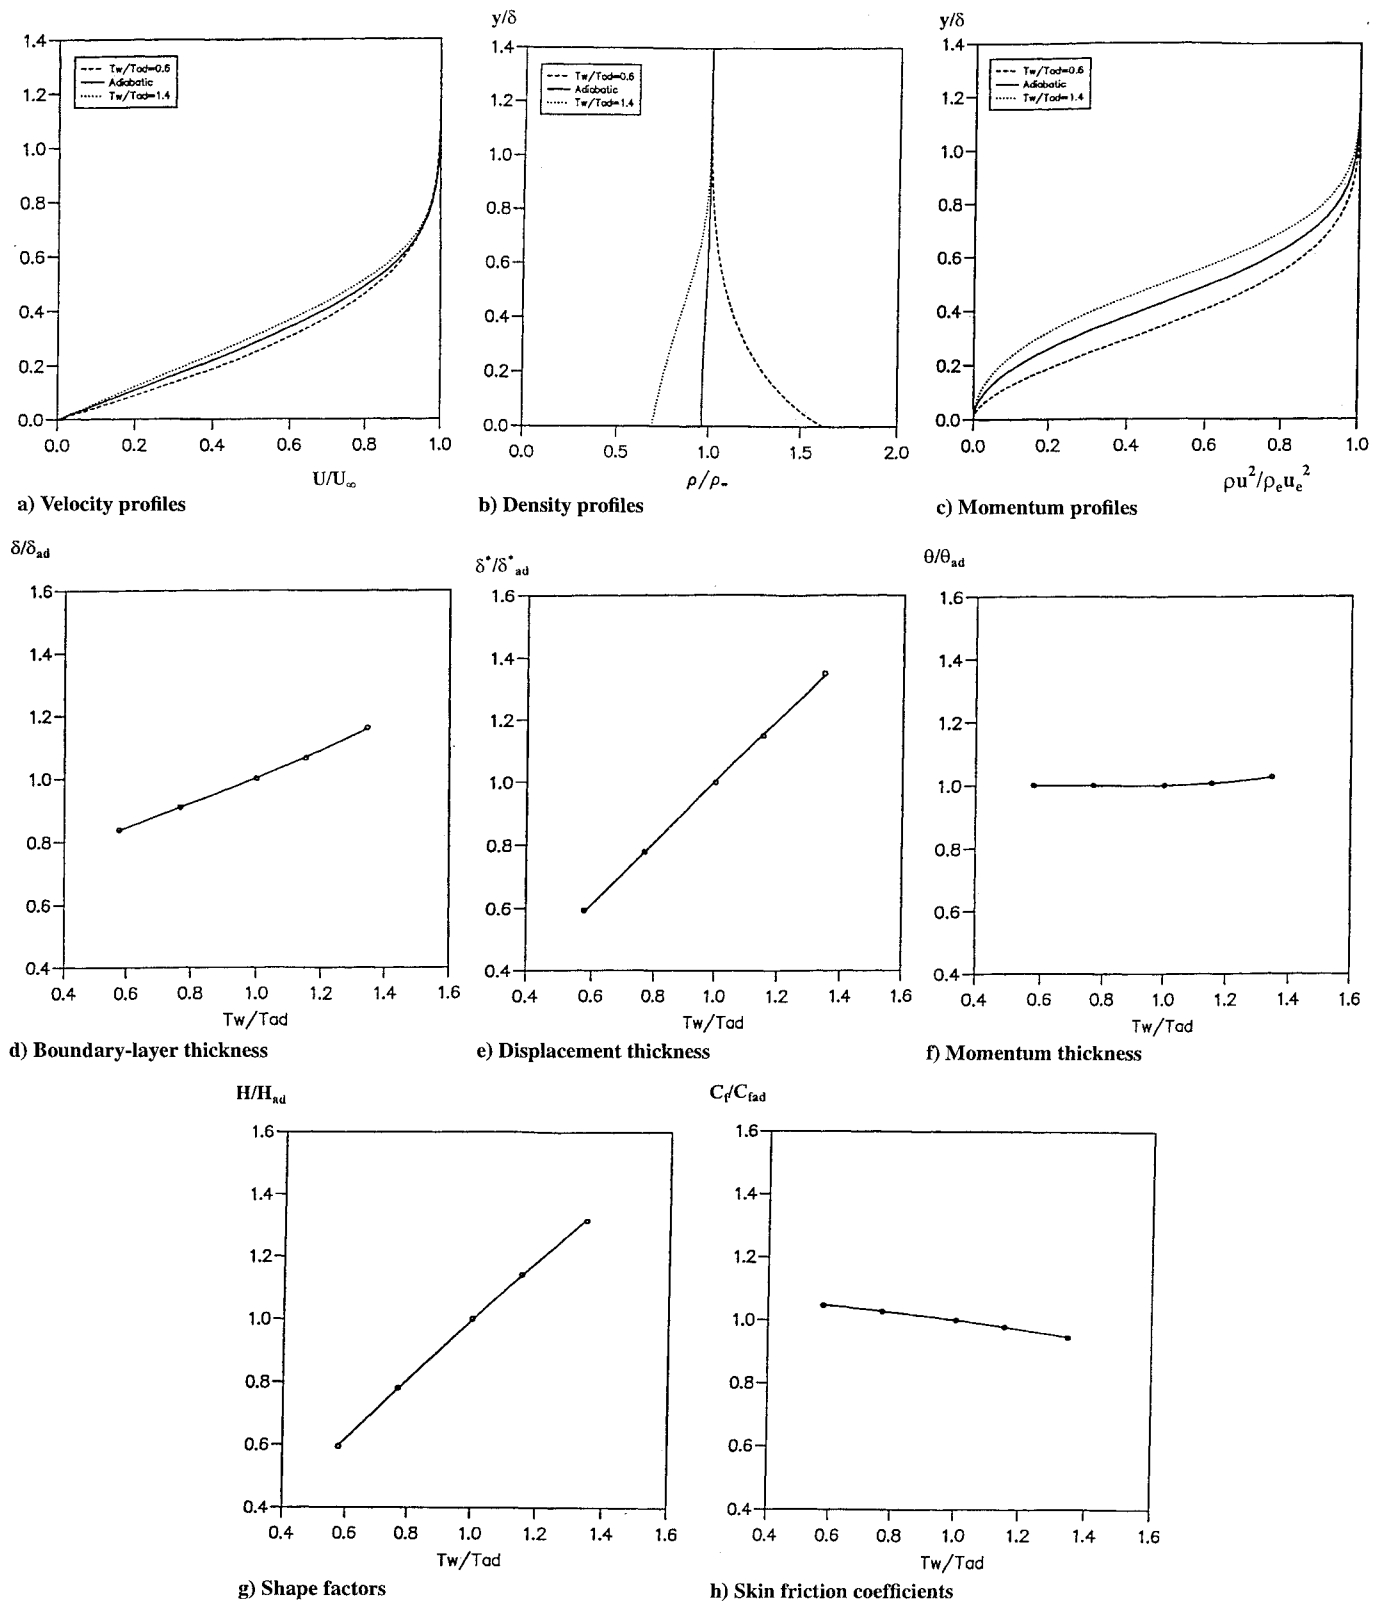 1.4
1.2
1.0
0.8
0.6
0.4
0.2
0.0
Tw/Tad=0.6
Adiabatic
Tw/Tad=1.4
0.0 0.2 0.4 0.6 0.8 1.0
U/U∞
a) Velocity profiles
y/δ
1.4
1.2
1.0
0.8
0.6
0.4
0.2
0.0
Tw/Tad=0.6
Adiabatic
Tw/Tad=1.4
0.0 0.5 1.0 1.5 2.0
ρ/ρ∞
b) Density profiles
y/δ
1.4
1.2
1.0
0.8
0.6
0.4
0.2
0.0
Tw/Tad=0.6
Adiabatic
Tw/Tad=1.4
0.0 0.2 0.4 0.6 0.8 1.0
ρu²/ρₑuₑ²
c) Momentum profiles
δ/δad
1.6
1.4
1.2
1.0
0.8
0.6
0.4
0.4 0.6 0.8 1.0 1.2 1.4 1.6
Tw/Tad
d) Boundary-layer thickness
δ*/δ*ad
1.6
1.4
1.2
1.0
0.8
0.6
0.4
0.4 0.6 0.8 1.0 1.2 1.4 1.6
Tw/Tad
e) Displacement thickness
θ/θad
1.6
1.4
1.2
1.0
0.8
0.6
0.4
0.4 0.6 0.8 1.0 1.2 1.4 1.6
Tw/Tad
f) Momentum thickness
H/Had
1.6
1.4
1.2
1.0
0.8
0.6
0.4
0.4 0.6 0.8 1.0 1.2 1.4 1.6
Tw/Tad
g) Shape factors
Cf/Cfad
1.6
1.4
1.2
1.0
0.8
0.6
0.4
0.4 0.6 0.8 1.0 1.2 1.4 1.6
Tw/Tad
h) Skin friction coefficients